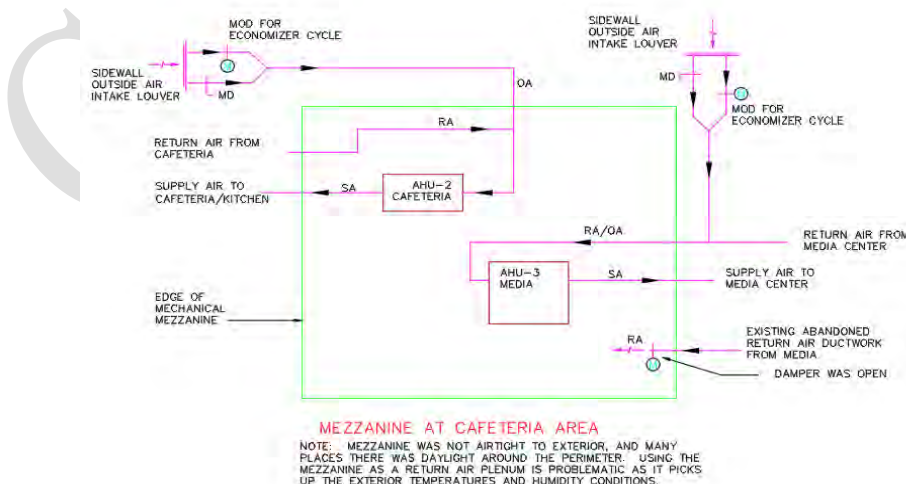 MOD FOR
ECONOMIZER CYCLE
SIDEWALL
OUTSIDE AIR
INTAKE LOUVER
MD
OA
SIDEWALL
OUTSIDE AIR
INTAKE LOUVER
MD
MOD FOR
ECONOMIZER CYCLE
RA
RETURN AIR FROM
CAFETERIA
SUPPLY AIR TO
CAFETERIA/KITCHEN
SA
AHU-2
CAFETERIA
RA/OA
RETURN AIR FROM
MEDIA CENTER
AHU-3
MEDIA
SA
SUPPLY AIR TO
MEDIA CENTER
EDGE OF
MECHANICAL
MEZZANINE
RA
EXISTING ABANDONED
RETURN AIR DUCTWORK
FROM MEDIA
DAMPER WAS OPEN
MEZZANINE AT CAFETERIA AREA
NOTE: MEZZANINE WAS NOT AIRTIGHT TO EXTERIOR, AND MANY
PLACES THERE WAS DAYLIGHT AROUND THE PERIMETER. USING THE
MEZZANINE AS A RETURN AIR PLENUM IS PROBLEMATIC AS IT PICKS
UP THE EXTERIOR TEMPERATURES AND HUMIDITY CONDITIONS.